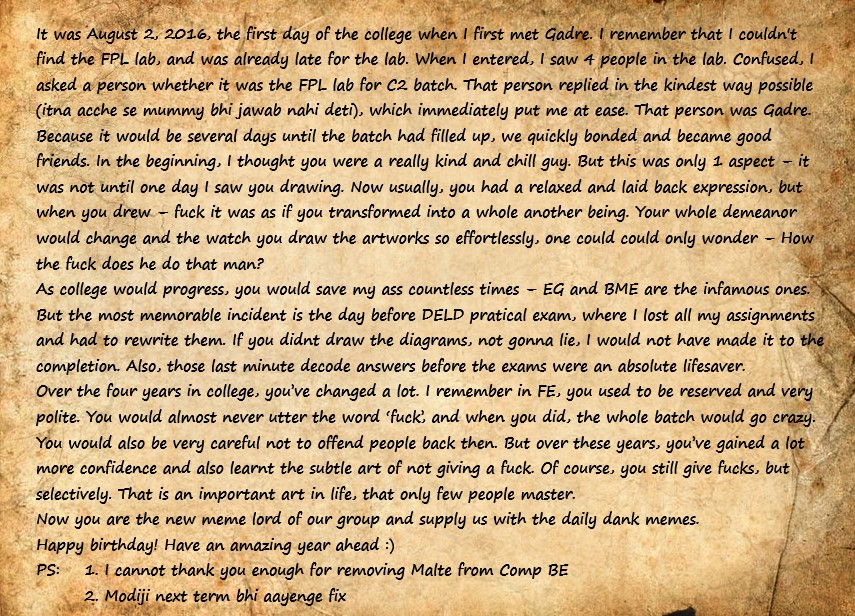 It was August 2, 2016, the first day of the college when I first met Gadre. I remember that I couldn't
find the FPL lab, and was already late for the lab. When I entered, I saw 4 people in the lab. Confused, I
asked a person whether it was the FPL lab for C2 batch. That person replied in the kindest way possible
(itna acche se mummy bhi jawab nahi deti), which immediately put me at ease. That person was Gadre.
Because it would be several days until the batch had filled up, we quickly bonded and became good
friends. In the beginning, I thought you were a really kind and chill guy. But this was only 1 aspect – it
was not until one day I saw you drawing. Now usually, you had a relaxed and laid back expression, but
when you drew – fuck it was as if you transformed into a whole another being. Your whole demeanor
would change and the watch you draw the artworks so effortlessly, one could could only wonder – How
the fuck does he do that man?
As college would progress, you would save my ass countless times – EG and BME are the infamous ones.
But the most memorable incident is the day before DELD pratical exam, where I lost all my assignments
and had to rewrite them. If you didnt draw the diagrams, not gonna lie, I would not have made it to the
completion. Also, those last minute decode answers before the exams were an absolute lifesaver.
Over the four years in college, you've changed a lot. I remember in FE, you used to be reserved and very
polite. You would almost never utter the word ‘fuck’, and when you did, the whole batch would go crazy.
You would also be very careful not to offend people back then. But over these years, you've gained a lot
more confidence and also learnt the subtle art of not giving a fuck. Of course, you still give fucks, but
selectively. That is an important art in life, that only few people master.
Now you are the new meme lord of our group and supply us with the daily dank memes.
Happy birthday! Have an amazing year ahead :)
PS: 1. I cannot thank you enough for removing Malte from Comp BE
2. Modiji next term bhi aayenge fix